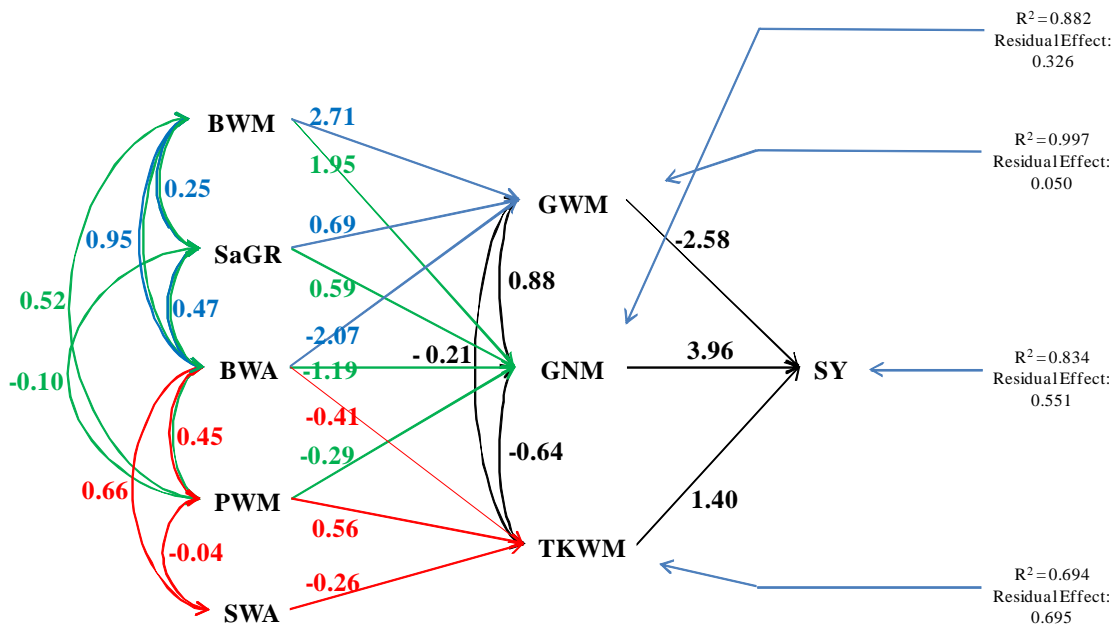 R² = 0.882
Residual Effect:
0.326
BWM
2.71
1.95
R² = 0.997
Residual Effect:
0.050
0.25
GWM
0.95
0.69
SaGR
-2.58
0.88
0.52
0.59
0.47
-2.07
- 0.21
3.96
-0.10
BWA
-1.19
GNM
SY
R² = 0.834
Residual Effect:
0.551
-0.41
0.45
-0.29
-0.64
0.66
PWM
1.40
0.56
-0.04
TKWM
-0.26
R² = 0.694
Residual Effect:
0.695
SWA